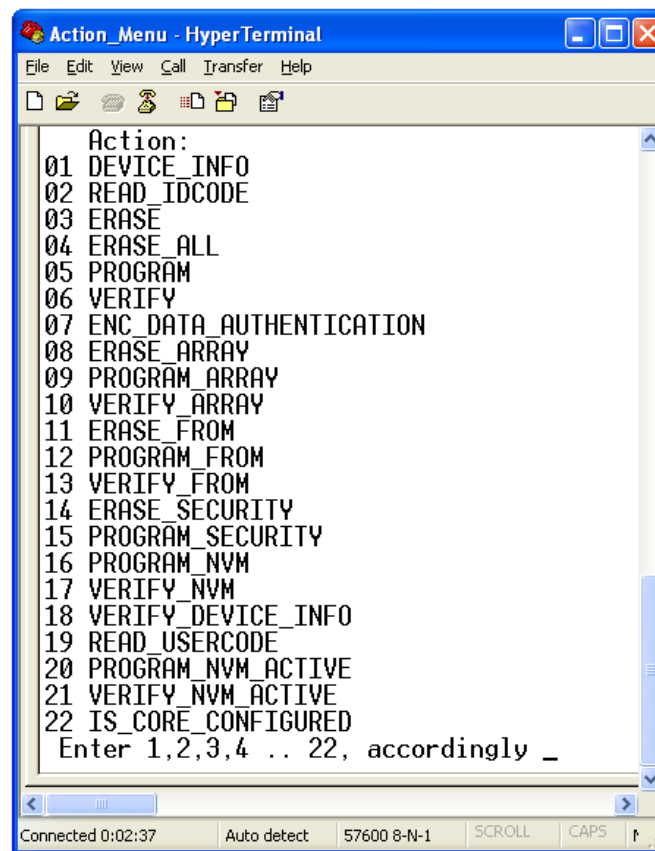 Action_Menu - HyperTerminal
File Edit View Call Transfer Help
Action:
01 DEVICE_INFO
02 READ_IDCODE
03 ERASE
04 ERASE_ALL
05 PROGRAM
06 VERIFY
07 ENC_DATA_AUTHENTICATION
08 ERASE_ARRAY
09 PROGRAM_ARRAY
10 VERIFY_ARRAY
11 ERASE_FROM
12 PROGRAM_FROM
13 VERIFY_FROM
14 ERASE_SECURITY
15 PROGRAM_SECURITY
16 PROGRAM_NVM
17 VERIFY_NVM
18 VERIFY_DEVICE_INFO
19 READ_USERCODE
20 PROGRAM_NVM_ACTIVE
21 VERIFY_NVM_ACTIVE
22 IS_CORE_CONFIGURED
Enter 1,2,3,4 .. 22, accordingly _
Connected 0:02:37 Auto detect 57600 8-N-1 SCROLL CAPS